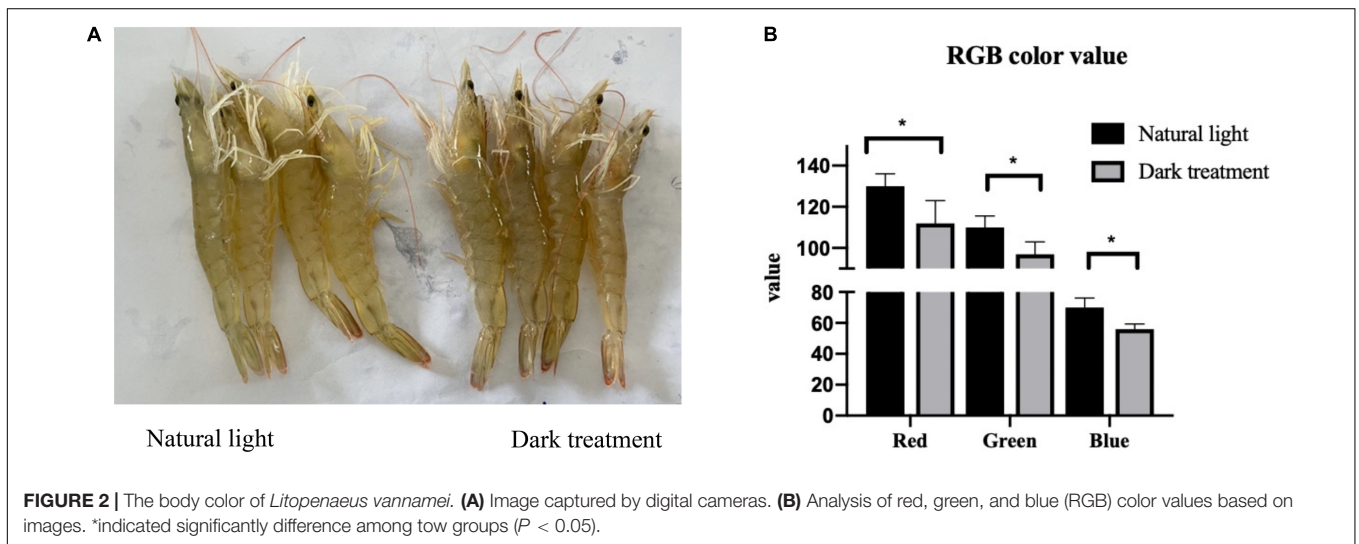 A
B
RGB color value
*
*
*
Natural light
Dark treatment
140
120
100
80
60
40
20
0
value
Red
Green
Blue
Natural light
Dark treatment
FIGURE 2 | The body color of Litopenaeus vannamei. (A) Image captured by digital cameras. (B) Analysis of red, green, and blue (RGB) color values based on
images. *indicated significantly difference among tow groups (P < 0.05).